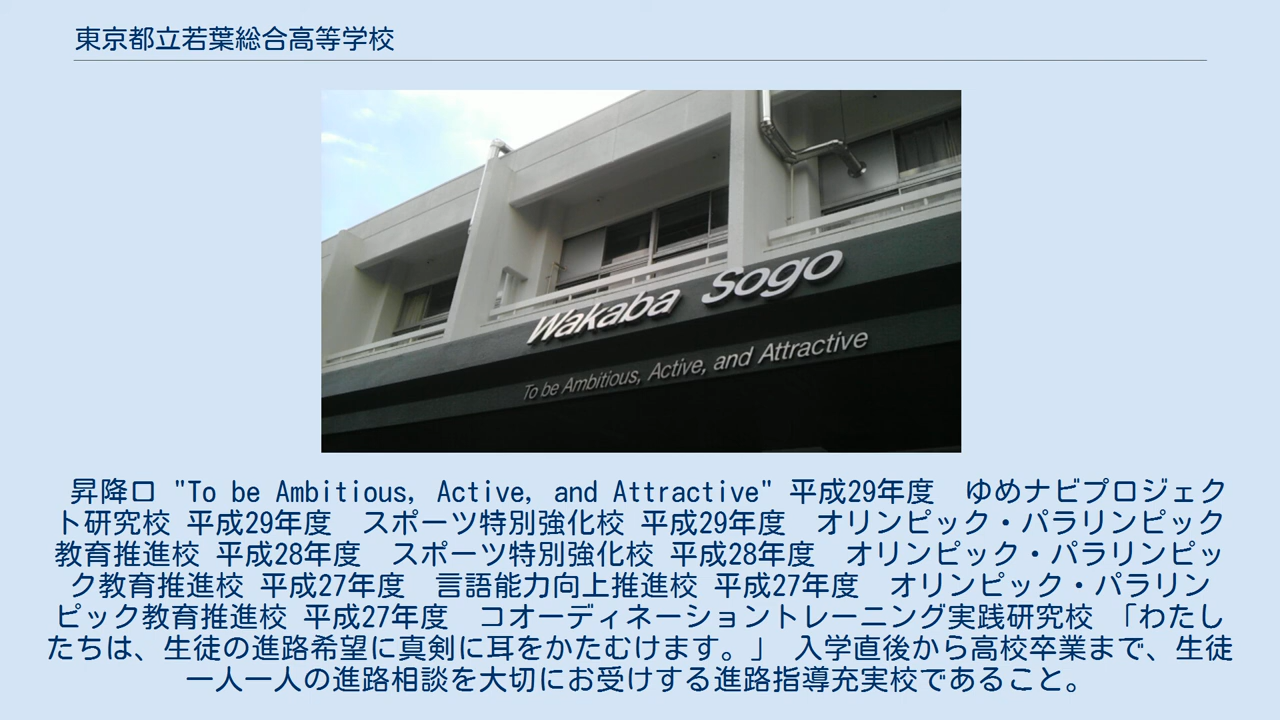 東京都立若葉総合高等学校
Wakaba Sogo
To be Ambitious, Active, and Attractive
昇降口 "To be Ambitious, Active, and Attractive" 平成29年度　ゆめナビプロジェク
ト研究校 平成29年度　スポーツ特別強化校 平成29年度　オリンピック・パラリンピック
教育推進校 平成28年度　スポーツ特別強化校 平成28年度　オリンピック・パラリンピッ
ク教育推進校 平成27年度　言語能力向上推進校 平成27年度　オリンピック・パラリン
ピック教育推進校 平成27年度　コオーディネーショントレーニング実践研究校 「わたし
たちは、生徒の進路希望に真剣に耳をかたむけます。」 入学直後から高校卒業まで、生徒
一人一人の進路相談を大切にお受けする進路指導充実校であること。